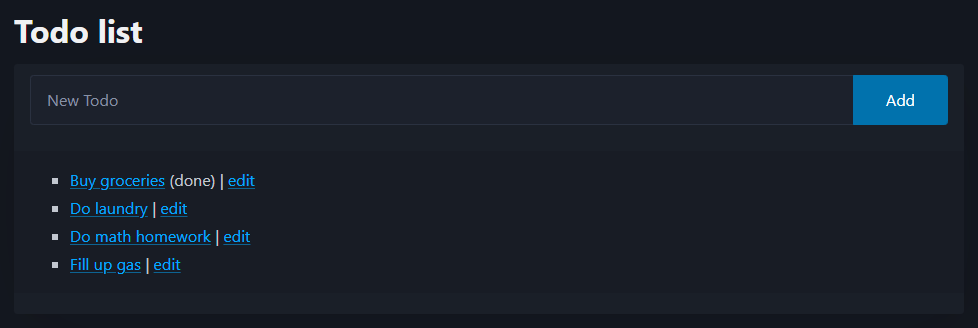 Todo list
New Todo Add
Buy groceries (done) | edit
Do laundry | edit
Do math homework | edit
Fill up gas | edit